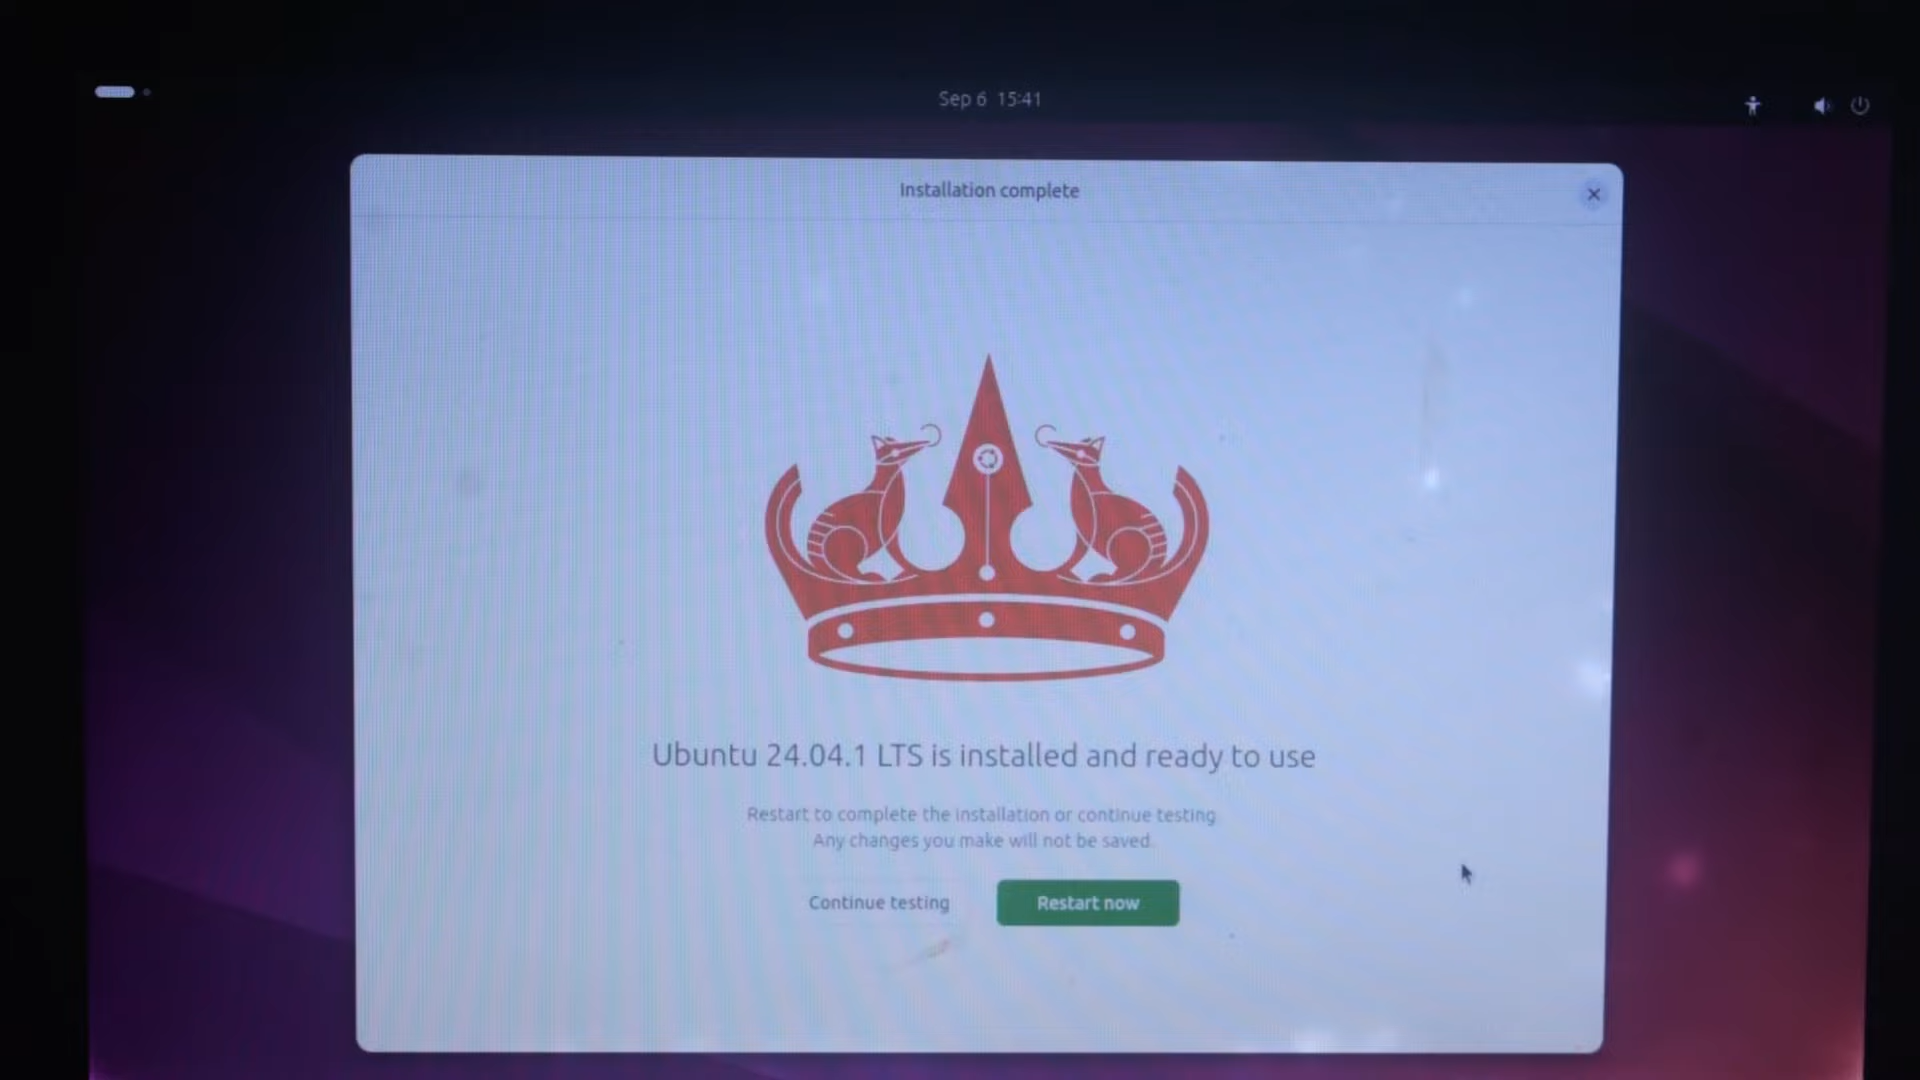 Sep 6 15:41
Installation complete
Ubuntu 24.04.1 LTS is installed and ready to use
Restart to complete the installation or continue testing
Any changes you make will not be saved.
Continue testing
Restart now